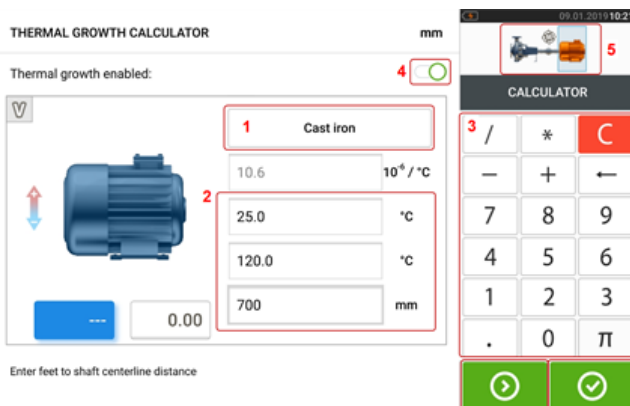 THERMAL GROWTH CALCULATOR
mm
09.01.2019 10:21
Thermal growth enabled:
4
5
CALCULATOR
V
1
Cast iron
10.6
10⁻⁶ / °C
2
25.0
°C
120.0
°C
700
mm
---
0.00
Enter feet to shaft centerline distance
3
/ * C
− + ←
7 8 9
4 5 6
1 2 3
. 0 π